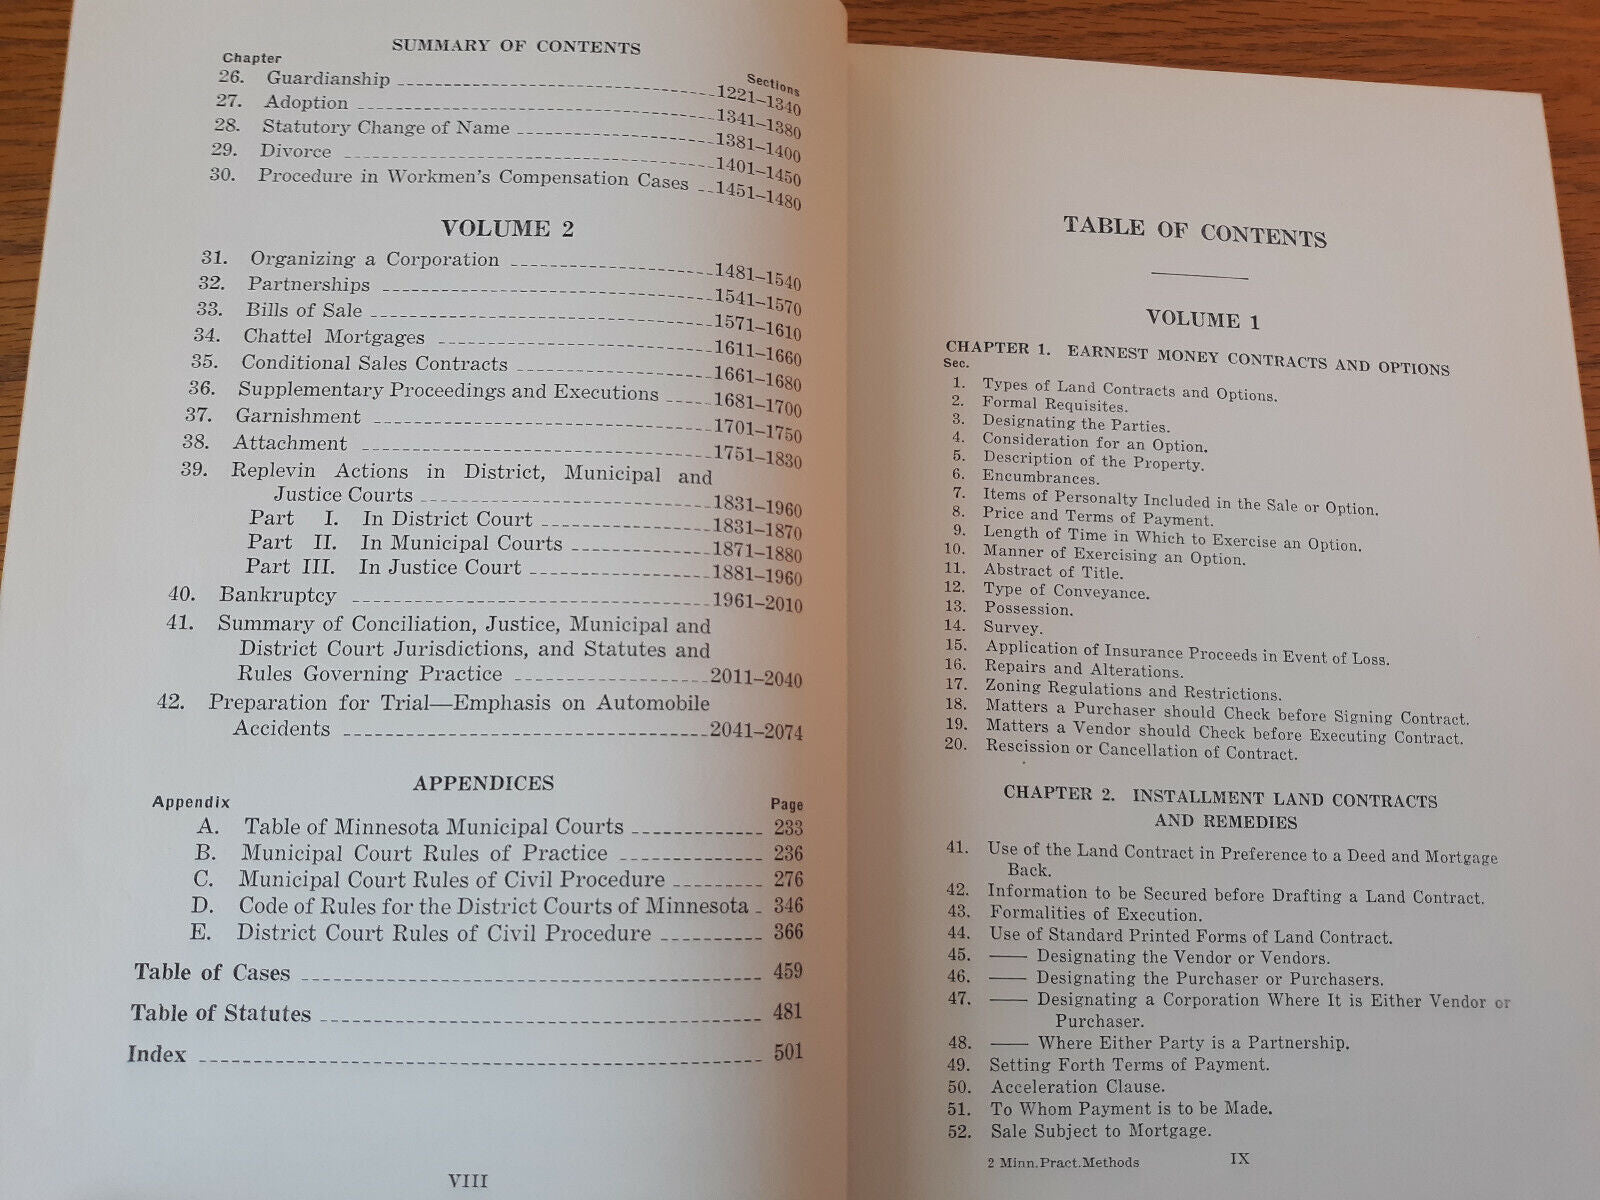 SUMMARY OF CONTENTS
Chapter Sections
26. Guardianship 1221–1340
27. Adoption 1341–1380
28. Statutory Change of Name 1381–1400
29. Divorce 1401–1450
30. Procedure in Workmen's Compensation Cases 1451–1480
VOLUME 2
31. Organizing a Corporation 1481–1540
32. Partnerships 1541–1570
33. Bills of Sale 1571–1610
34. Chattel Mortgages 1611–1660
35. Conditional Sales Contracts 1661–1680
36. Supplementary Proceedings and Executions 1681–1700
37. Garnishment 1701–1750
38. Attachment 1751–1830
39. Replevin Actions in District, Municipal and
Justice Courts 1831–1960
Part I. In District Court 1831–1870
Part II. In Municipal Courts 1871–1880
Part III. In Justice Court 1881–1960
40. Bankruptcy 1961–2010
41. Summary of Conciliation, Justice, Municipal and
District Court Jurisdictions, and Statutes and
Rules Governing Practice 2011–2040
42. Preparation for Trial—Emphasis on Automobile
Accidents 2041–2074
APPENDICES
Appendix Page
A. Table of Minnesota Municipal Courts 233
B. Municipal Court Rules of Practice 236
C. Municipal Court Rules of Civil Procedure 276
D. Code of Rules for the District Courts of Minnesota 346
E. District Court Rules of Civil Procedure 366
Table of Cases 459
Table of Statutes 481
Index 501
VIII
TABLE OF CONTENTS
VOLUME 1
CHAPTER 1. EARNEST MONEY CONTRACTS AND OPTIONS
Sec.
1. Types of Land Contracts and Options.
2. Formal Requisites.
3. Designating the Parties.
4. Consideration for an Option.
5. Description of the Property.
6. Encumbrances.
7. Items of Personalty Included in the Sale or Option.
8. Price and Terms of Payment.
9. Length of Time in Which to Exercise an Option.
10. Manner of Exercising an Option.
11. Abstract of Title.
12. Type of Conveyance.
13. Possession.
14. Survey.
15. Application of Insurance Proceeds in Event of Loss.
16. Repairs and Alterations.
17. Zoning Regulations and Restrictions.
18. Matters a Purchaser should Check before Signing Contract.
19. Matters a Vendor should Check before Executing Contract.
20. Rescission or Cancellation of Contract.
CHAPTER 2. INSTALLMENT LAND CONTRACTS
AND REMEDIES
41. Use of the Land Contract in Preference to a Deed and Mortgage
Back.
42. Information to be Secured before Drafting a Land Contract.
43. Formalities of Execution.
44. Use of Standard Printed Forms of Land Contract.
45. —— Designating the Vendor or Vendors.
46. —— Designating the Purchaser or Purchasers.
47. —— Designating a Corporation Where It is Either Vendor or
Purchaser.
48. —— Where Either Party is a Partnership.
49. Setting Forth Terms of Payment.
50. Acceleration Clause.
51. To Whom Payment is to be Made.
52. Sale Subject to Mortgage.
2 Minn.Pract.Methods IX